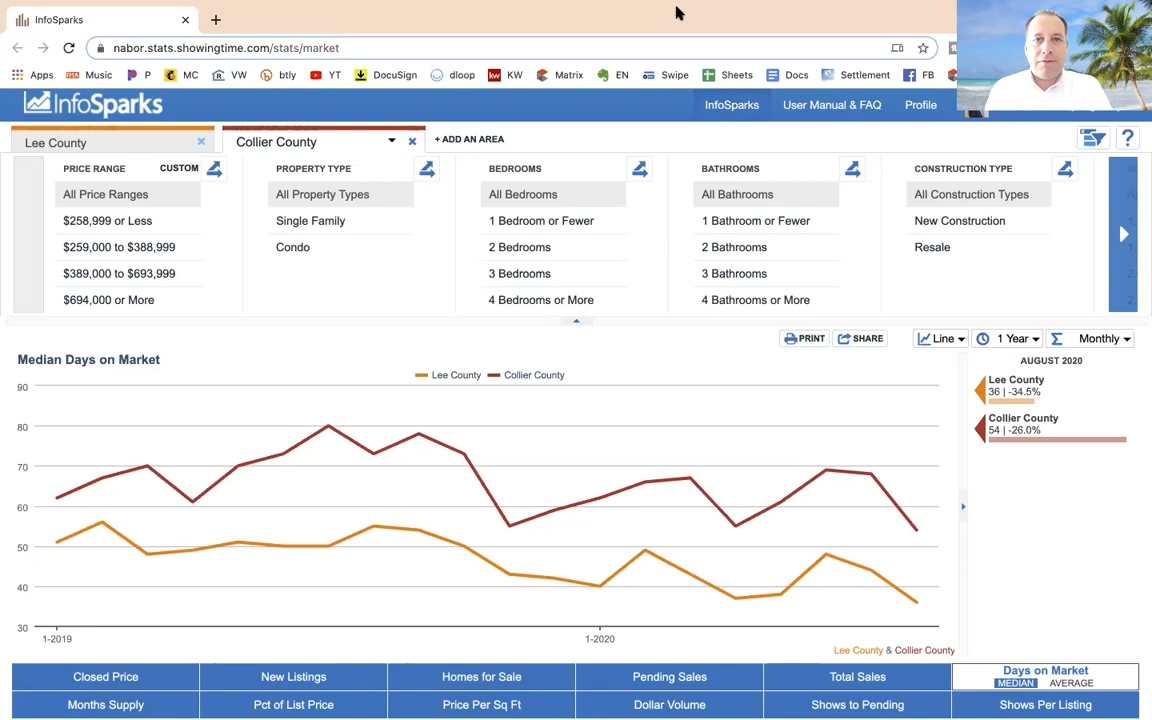 InfoSparks
nabor.stats.showingtime.com/stats/market
Apps Music P MC VW btly YT DocuSign dloop KW Matrix EN Swipe Sheets Docs Settlement FB
InfoSparks
InfoSparks User Manual & FAQ Profile
Lee County Collier County + ADD AN AREA
PRICE RANGE CUSTOM PROPERTY TYPE BEDROOMS BATHROOMS CONSTRUCTION TYPE
All Price Ranges All Property Types All Bedrooms All Bathrooms All Construction Types
$258,999 or Less Single Family 1 Bedroom or Fewer 1 Bathroom or Fewer New Construction
$259,000 to $388,999 Condo 2 Bedrooms 2 Bathrooms Resale
$389,000 to $693,999 3 Bedrooms 3 Bathrooms
$694,000 or More 4 Bedrooms or More 4 Bathrooms or More
PRINT SHARE Line 1 Year Monthly
Median Days on Market
AUGUST 2020
Lee County Collier County
Lee County
36 | -34.5%
Collier County
54 | -26.0%
90
80
70
60
50
40
30
1-2019 1-2020
Lee County & Collier County
Closed Price New Listings Homes for Sale Pending Sales Total Sales Days on Market
MEDIAN AVERAGE
Months Supply Pct of List Price Price Per Sq Ft Dollar Volume Shows to Pending Shows Per Listing